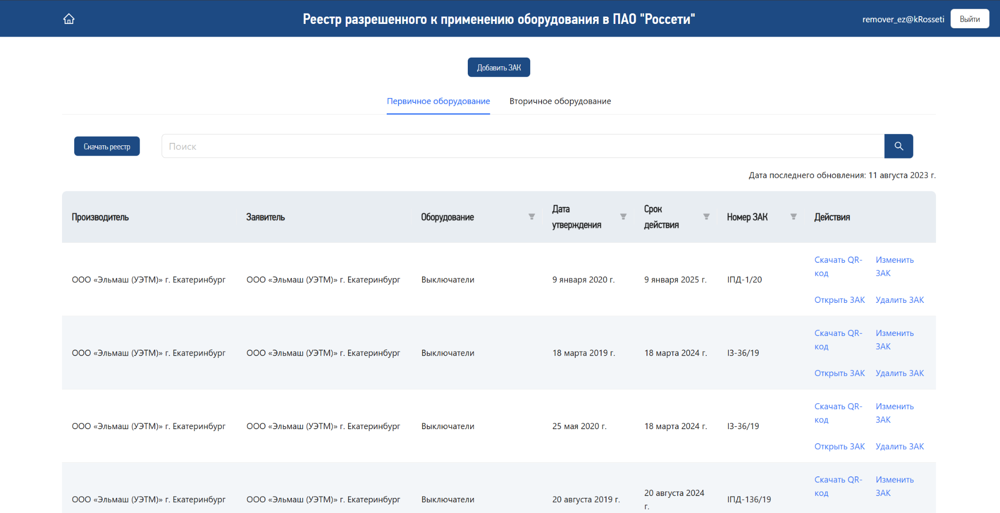 Реестр разрешенного к применению оборудования в ПАО "Россети"
remover_ez@kRosseti
Выйти
Добавить ЗАК
Первичное оборудование
Вторичное оборудование
Скачать реестр
Поиск
Дата последнего обновления: 11 августа 2023 г.
Производитель
Заявитель
Оборудование
Дата
утверждения
Срок
действия
Номер ЗАК
Действия
ООО «Эльмаш (УЭТМ)» г. Екатеринбург
ООО «Эльмаш (УЭТМ)» г. Екатеринбург
Выключатели
9 января 2020 г.
9 января 2025 г.
IПД-1/20
Скачать QR-
код
Изменить
ЗАК
Открыть ЗАК
Удалить ЗАК
ООО «Эльмаш (УЭТМ)» г. Екатеринбург
ООО «Эльмаш (УЭТМ)» г. Екатеринбург
Выключатели
18 марта 2019 г.
18 марта 2024 г.
I3-36/19
Скачать QR-
код
Изменить
ЗАК
Открыть ЗАК
Удалить ЗАК
ООО «Эльмаш (УЭТМ)» г. Екатеринбург
ООО «Эльмаш (УЭТМ)» г. Екатеринбург
Выключатели
25 мая 2020 г.
18 марта 2024 г.
I3-36/19
Скачать QR-
код
Изменить
ЗАК
Открыть ЗАК
Удалить ЗАК
ООО «Эльмаш (УЭТМ)» г. Екатеринбург
ООО «Эльмаш (УЭТМ)» г. Екатеринбург
Выключатели
20 августа 2019 г.
20 августа 2024
г.
IПД-136/19
Скачать QR-
код
Изменить
ЗАК